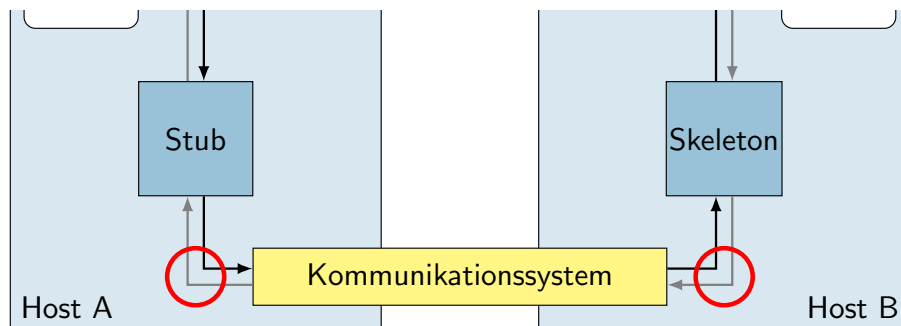 Stub
Skeleton
Kommunikationssystem
Host A
Host B